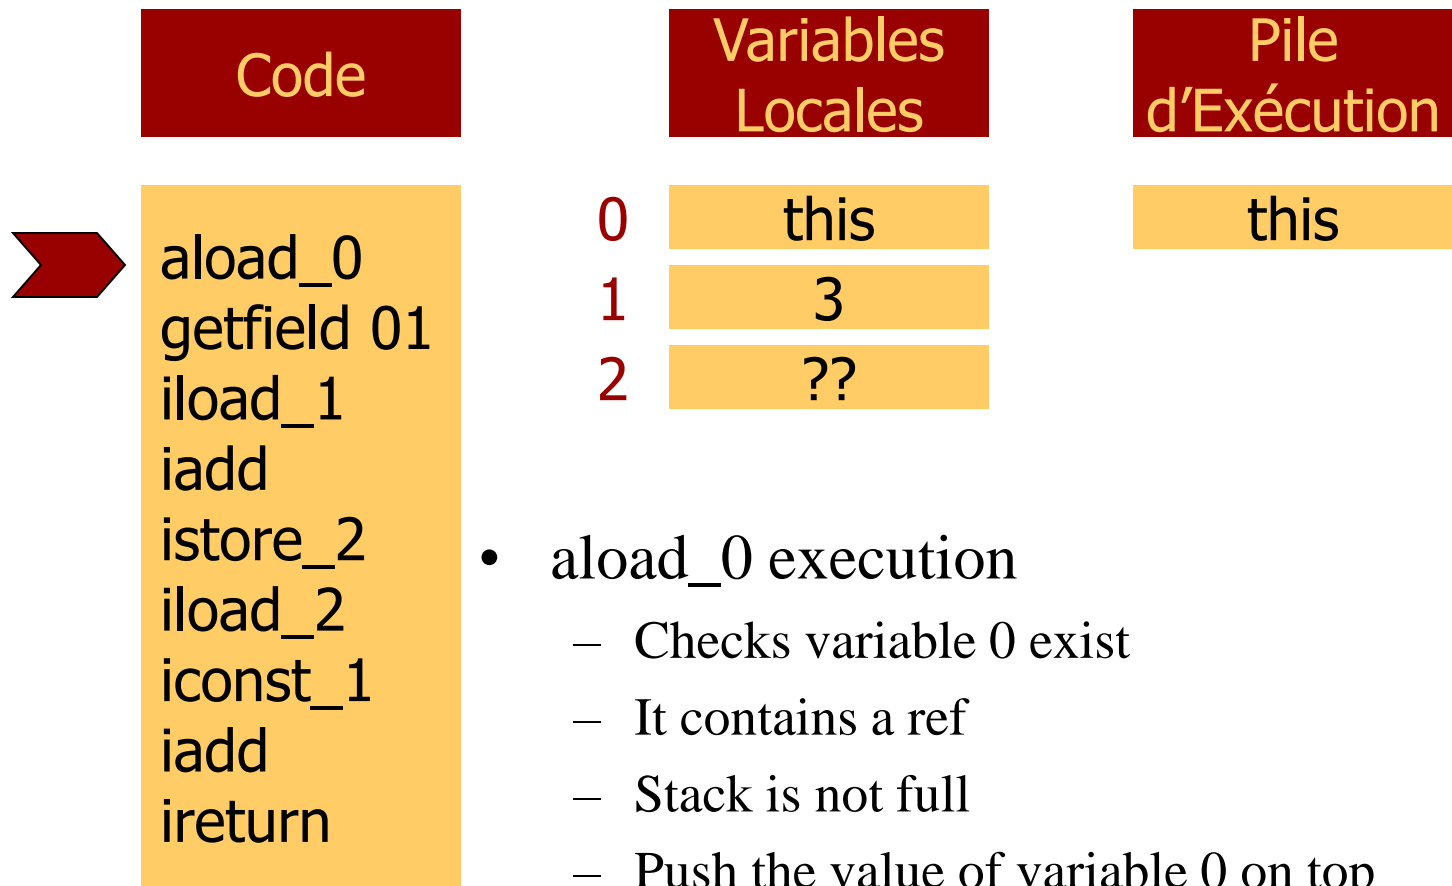 Code
Variables
Locales
Pile
d’Exécution
aload_0
getfield 01
iload_1
iadd
istore_2
iload_2
iconst_1
iadd
ireturn
0 this
1 3
2 ??
this
• aload_0 execution
– Checks variable 0 exist
– It contains a ref
– Stack is not full
– Push the value of variable 0 on top